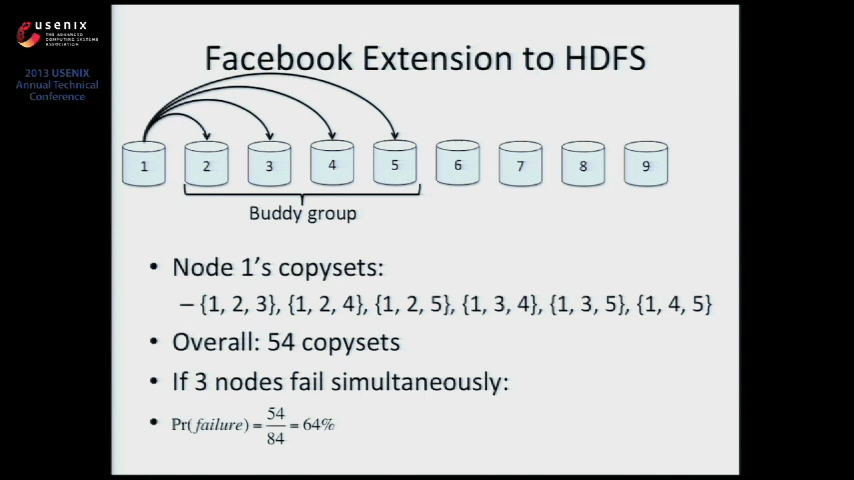 usenix
THE ADVANCED
COMPUTING SYSTEMS
ASSOCIATION
2013 USENIX
Annual Technical
Conference
Facebook Extension to HDFS
1 2 3 4 5 6 7 8 9
Buddy group
• Node 1's copysets:
– {1, 2, 3}, {1, 2, 4}, {1, 2, 5}, {1, 3, 4}, {1, 3, 5}, {1, 4, 5}
• Overall: 54 copysets
• If 3 nodes fail simultaneously:
• Pr(failure) = 54/84 = 64%